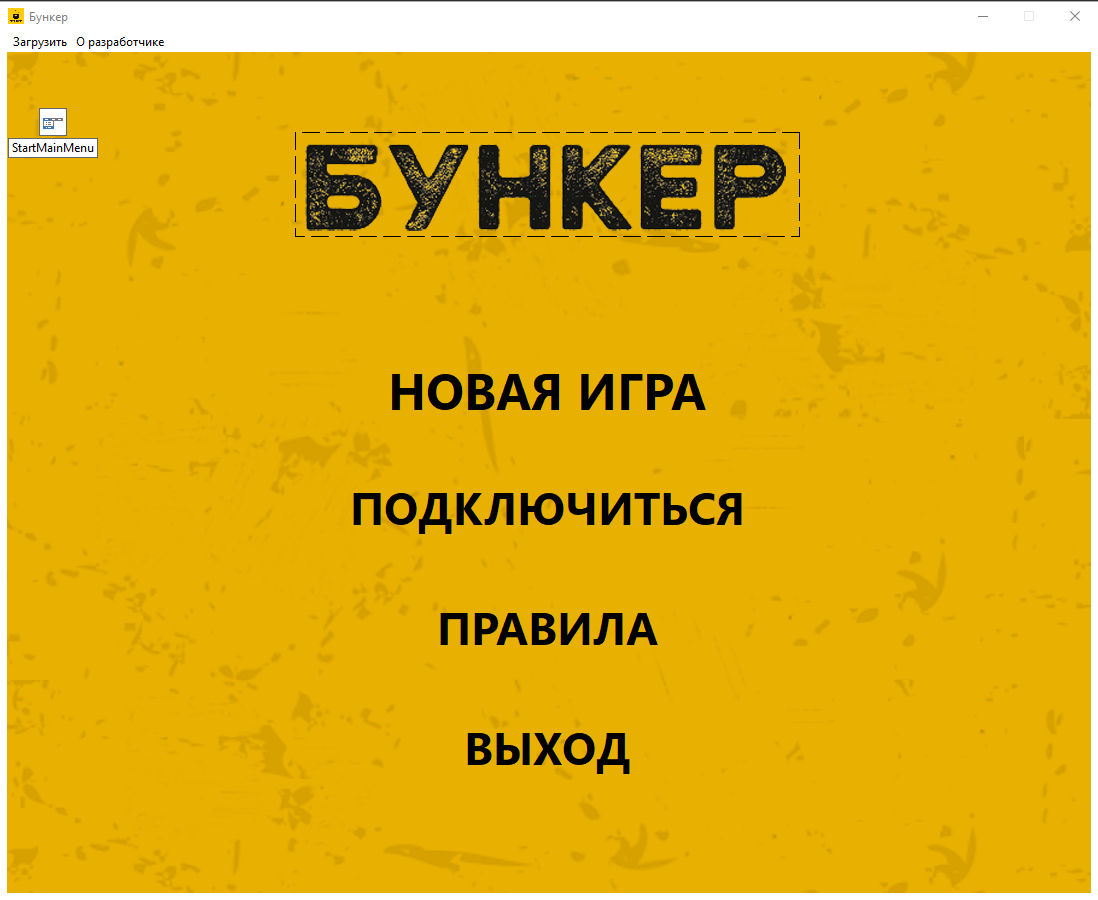 Бункер
Загрузить О разработчике
StartMainMenu
БУНКЕР
НОВАЯ ИГРА
ПОДКЛЮЧИТЬСЯ
ПРАВИЛА
ВЫХОД